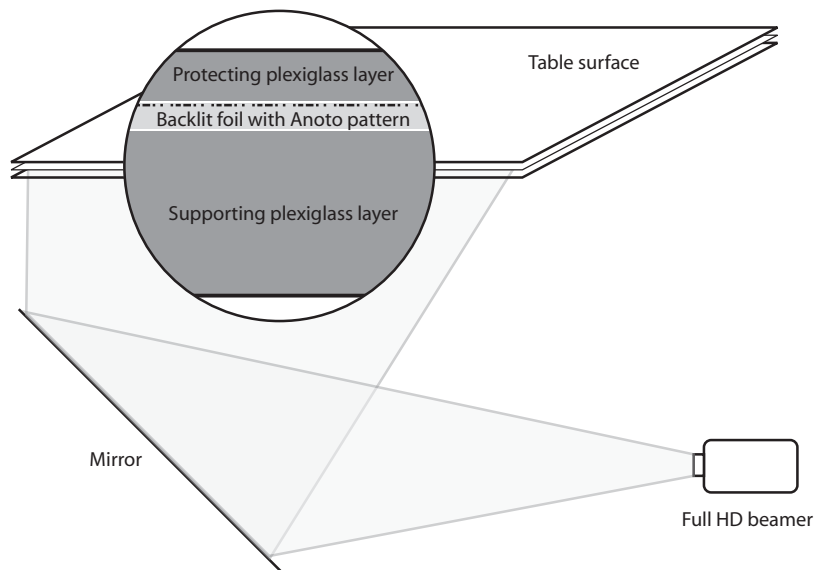 Protecting plexiglass layer
Table surface
Backlit foil with Anoto pattern
Supporting plexiglass layer
Mirror
Full HD beamer